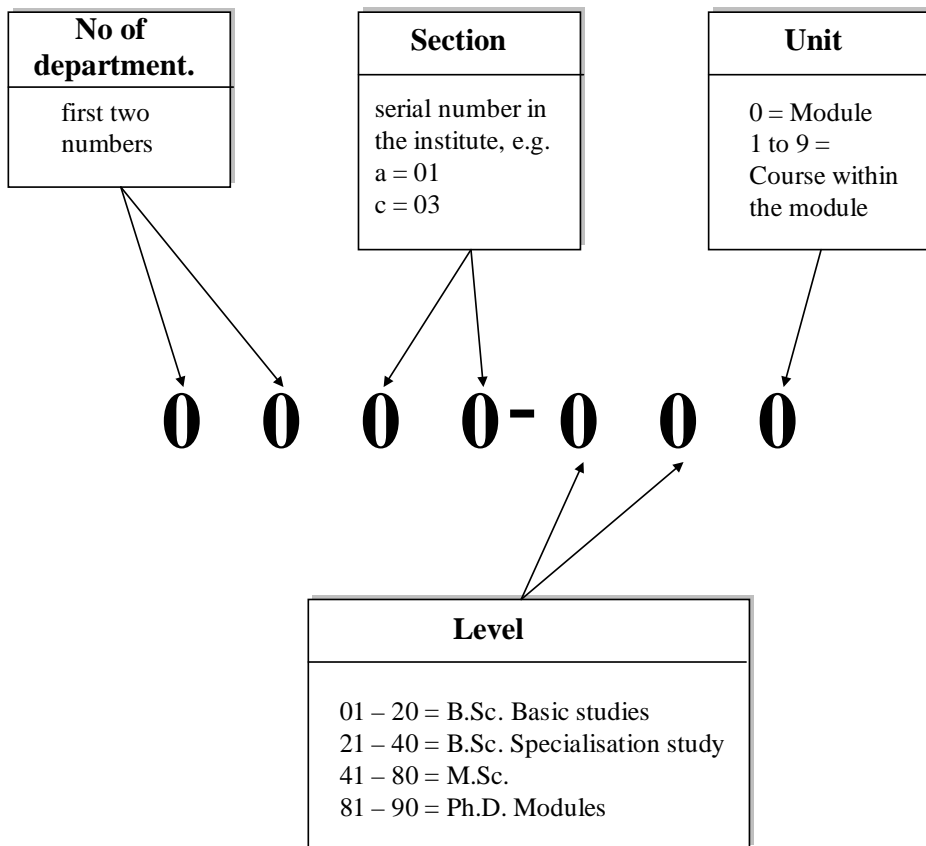 No of
department.
first two
numbers
Section
serial number in
the institute, e.g.
a = 01
c = 03
Unit
0 = Module
1 to 9 =
Course within
the module
0 0 0 0 - 0 0 0
Level
01 – 20 = B.Sc. Basic studies
21 – 40 = B.Sc. Specialisation study
41 – 80 = M.Sc.
81 – 90 = Ph.D. Modules